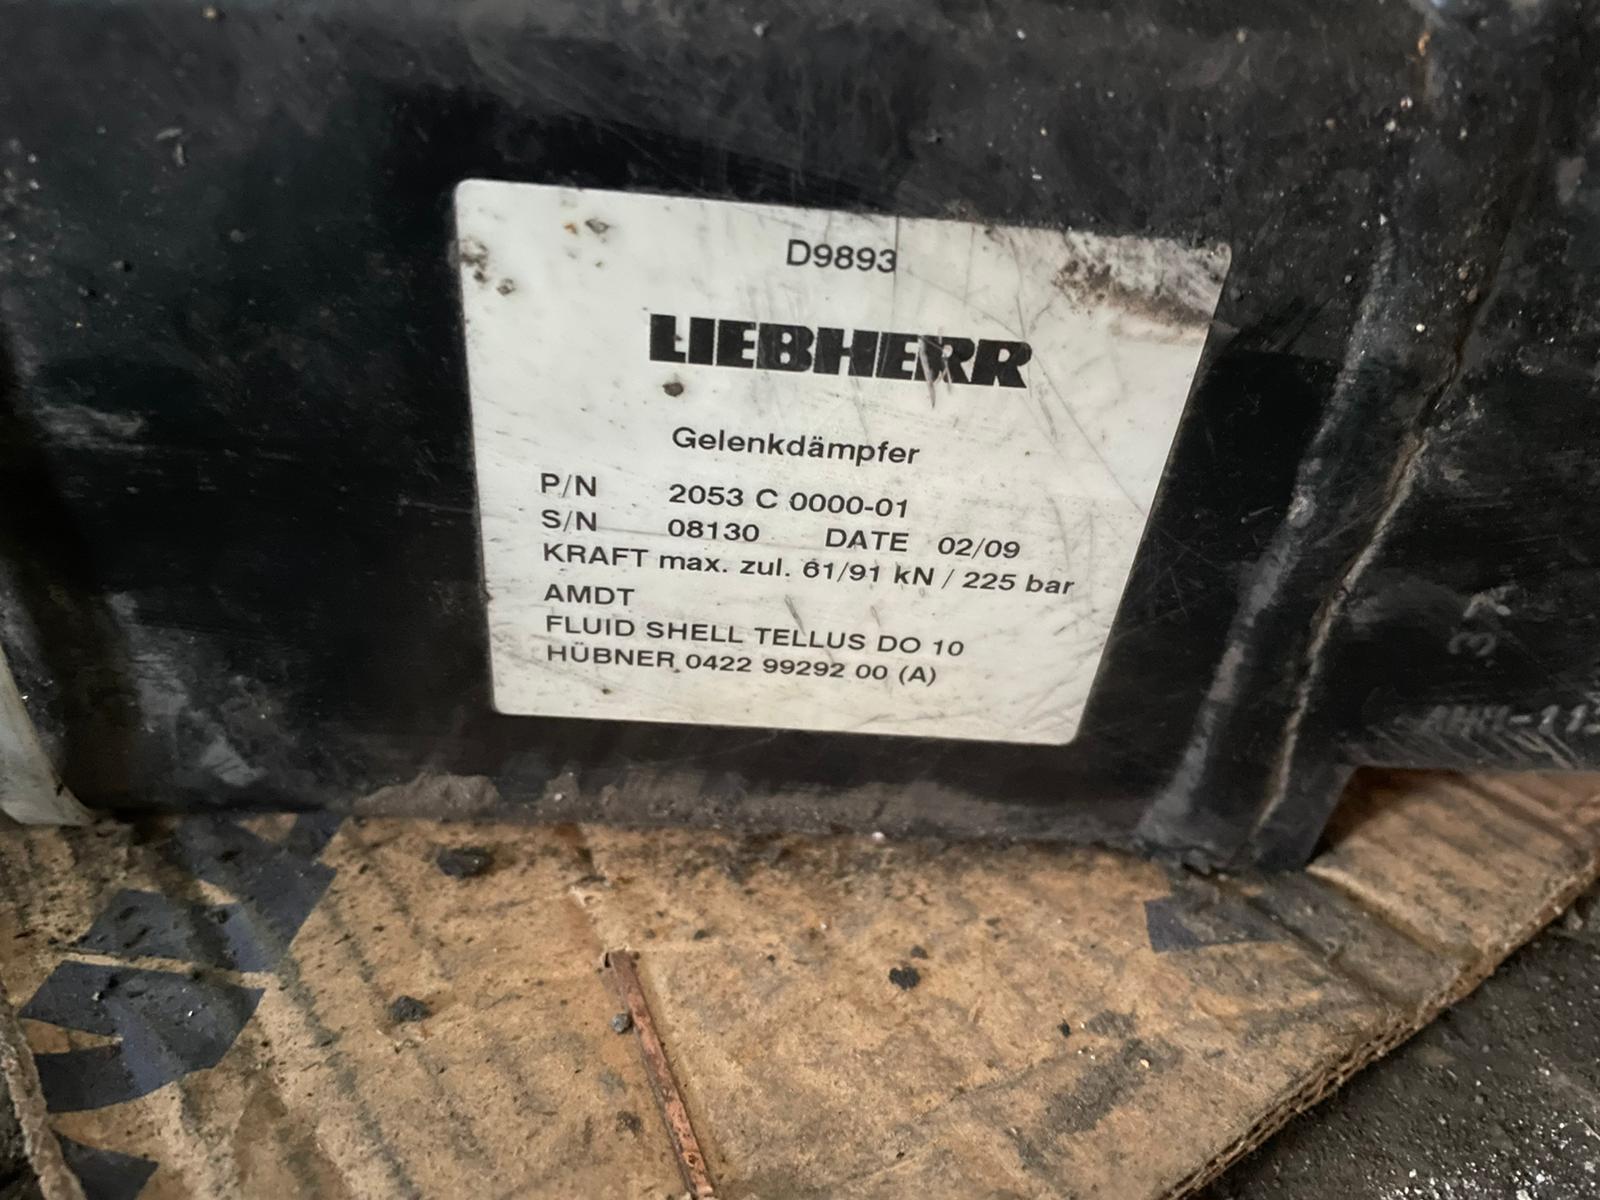 D9893
LIEBHERR
Gelenkdämpfer
P/N 2053 C 0000-01
S/N 08130 DATE 02/09
KRAFT max. zul. 61/91 kN / 225 bar
AMDT
FLUID SHELL TELLUS DO 10
HÜBNER 0422 99292 00 (A)